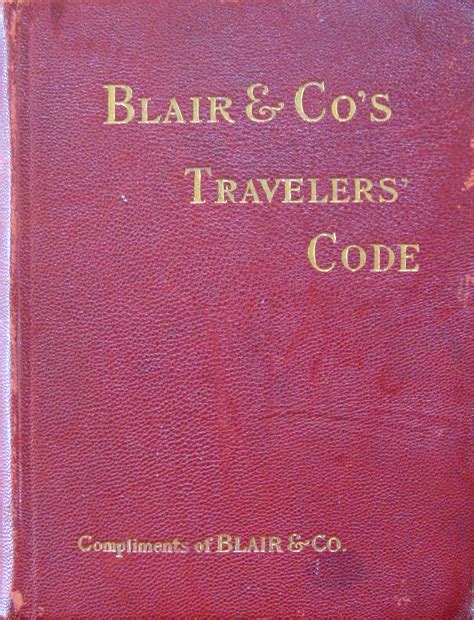 BLAIR & CO'S
TRAVELERS'
CODE
Compliments of BLAIR & CO.